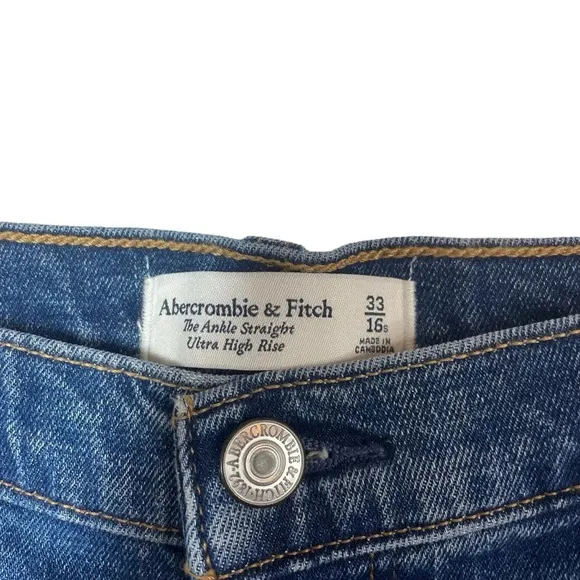 Abercrombie & Fitch
The Ankle Straight
Ultra High Rise
33
16s
MADE IN
CAMBODIA
ABERCROMBIE & FITCH · 1892 ·